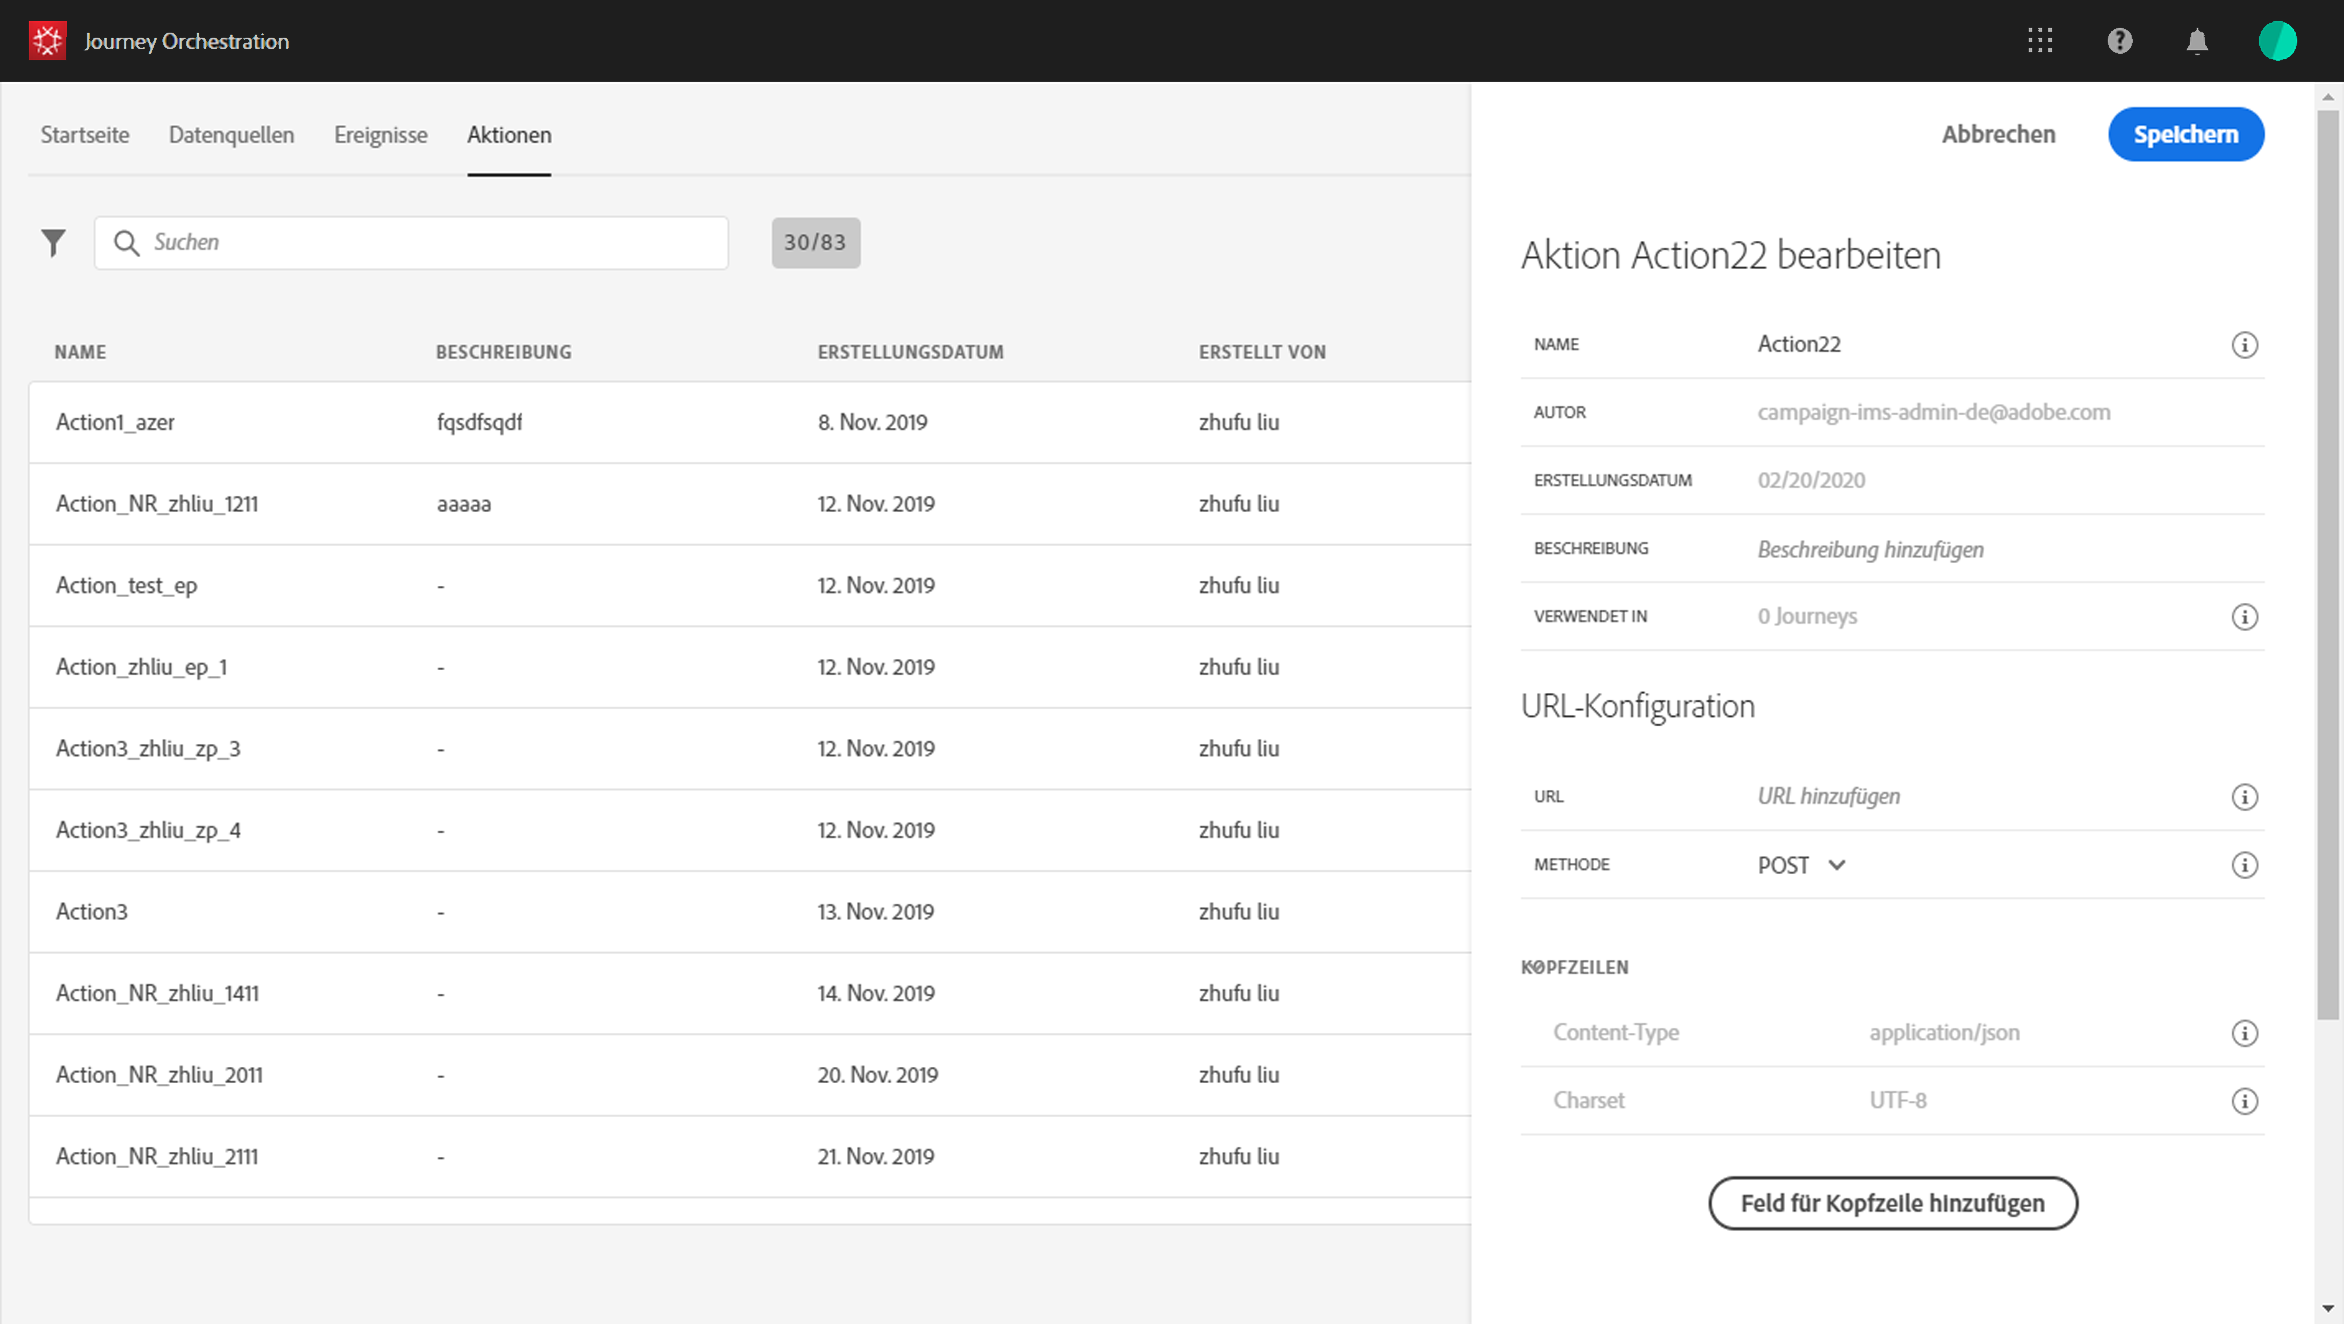 Journey Orchestration
Startseite Datenquellen Ereignisse Aktionen
Suchen 30/83
NAME BESCHREIBUNG ERSTELLUNGSDATUM ERSTELLT VON
Action1_azer fqsdfsqdf 8. Nov. 2019 zhufu liu
Action_NR_zhliu_1211 aaaaa 12. Nov. 2019 zhufu liu
Action_test_ep - 12. Nov. 2019 zhufu liu
Action_zhliu_ep_1 - 12. Nov. 2019 zhufu liu
Action3_zhliu_zp_3 - 12. Nov. 2019 zhufu liu
Action3_zhliu_zp_4 - 12. Nov. 2019 zhufu liu
Action3 - 13. Nov. 2019 zhufu liu
Action_NR_zhliu_1411 - 14. Nov. 2019 zhufu liu
Action_NR_zhliu_2011 - 20. Nov. 2019 zhufu liu
Action_NR_zhliu_2111 - 21. Nov. 2019 zhufu liu
Abbrechen Speichern
Aktion Action22 bearbeiten
NAME Action22
AUTOR campaign-ims-admin-de@adobe.com
ERSTELLUNGSDATUM 02/20/2020
BESCHREIBUNG Beschreibung hinzufügen
VERWENDET IN 0 Journeys
URL-Konfiguration
URL URL hinzufügen
METHODE POST
KOPFZEILEN
Content-Type application/json
Charset UTF-8
Feld für Kopfzeile hinzufügen